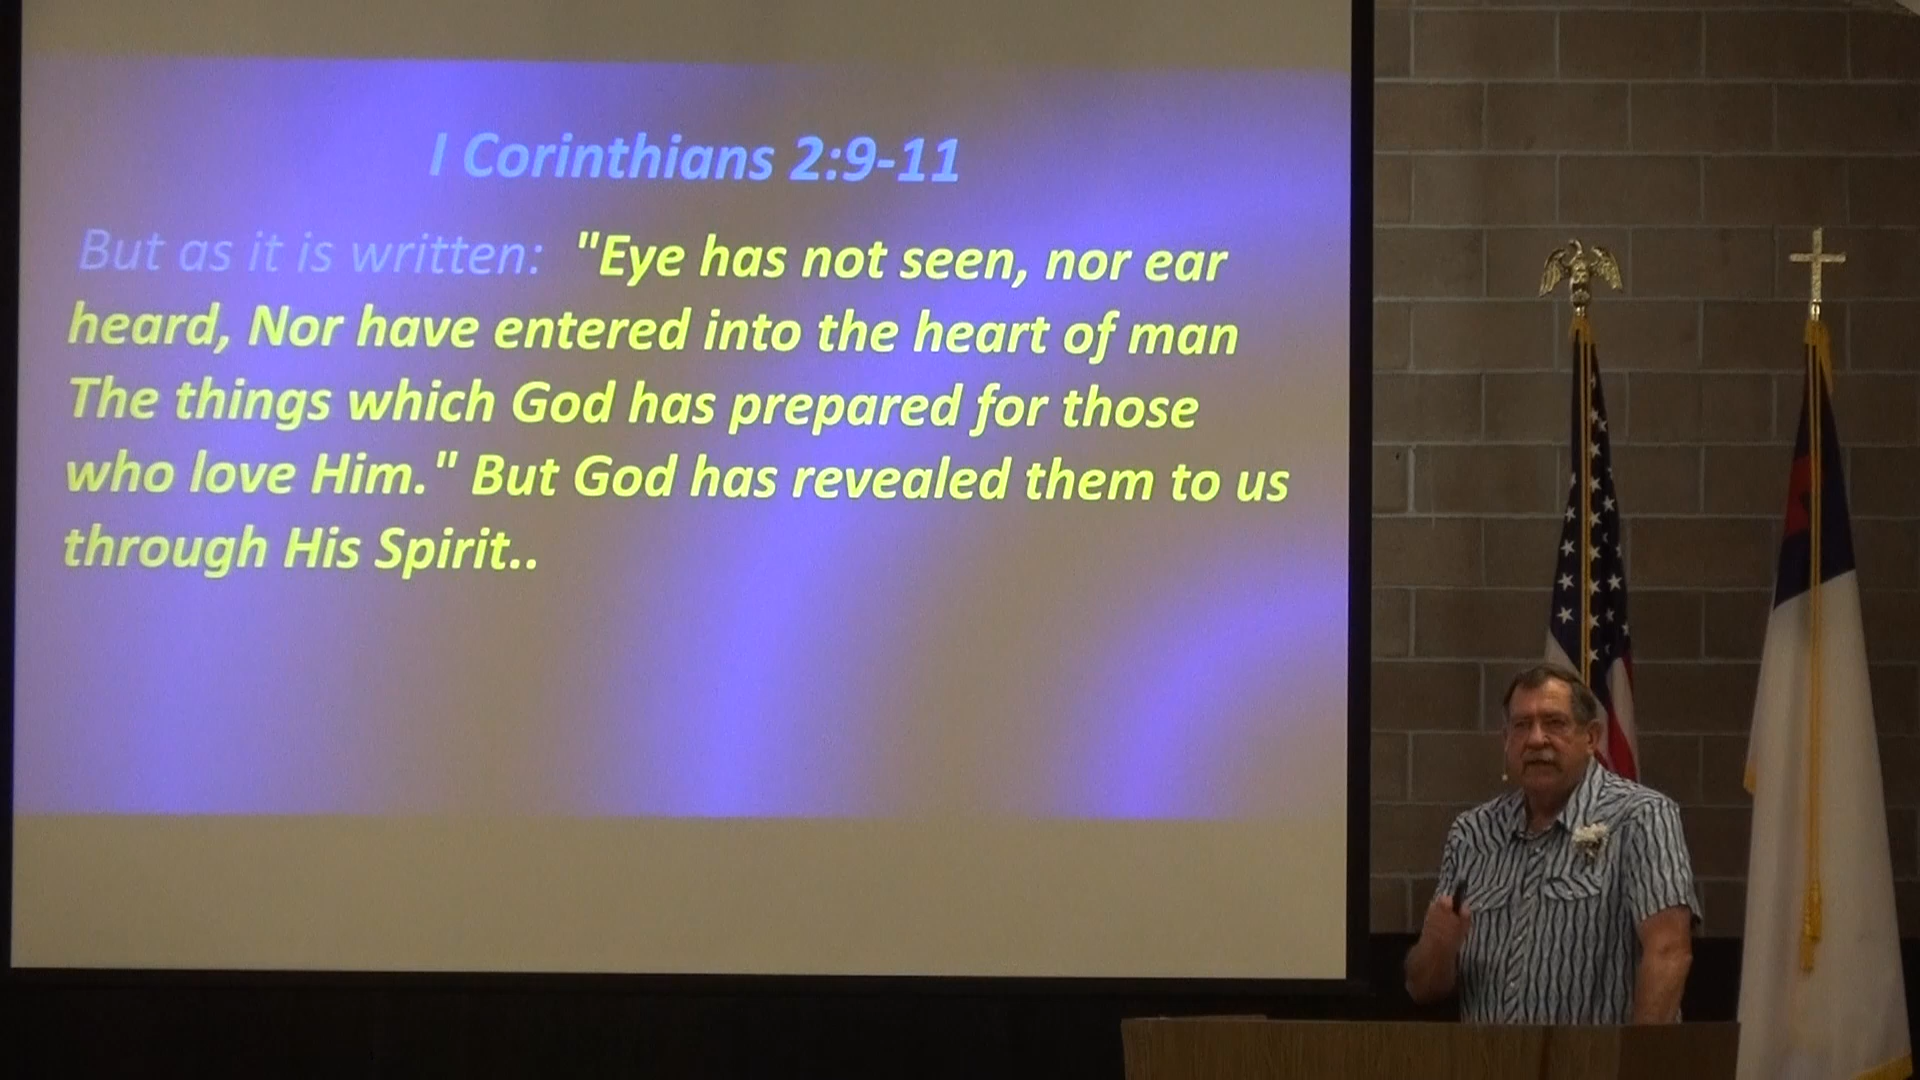 I Corinthians 2:9-11
But as it is written: "Eye has not seen, nor ear
heard, Nor have entered into the heart of man
The things which God has prepared for those
who love Him." But God has revealed them to us
through His Spirit..